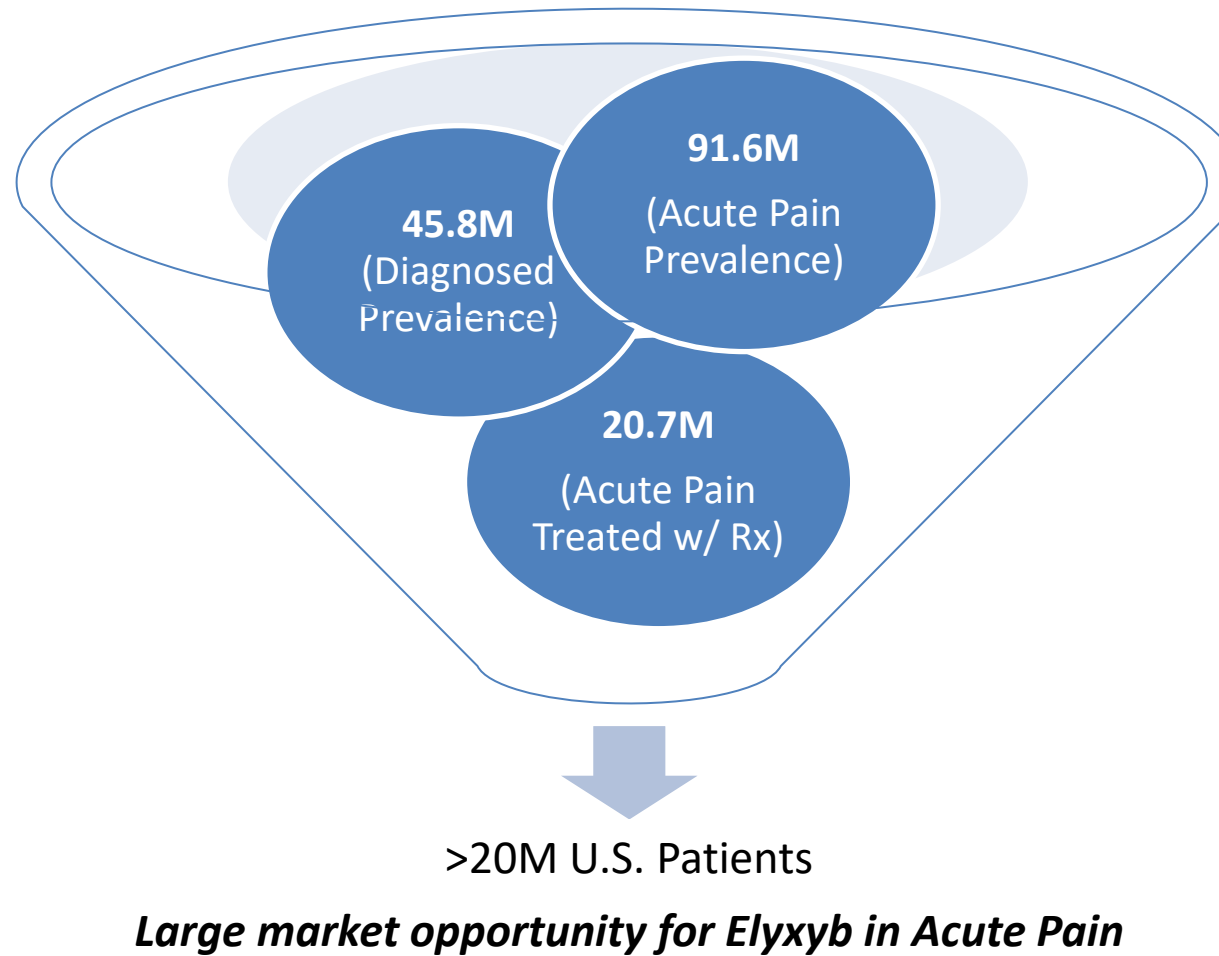 91.6M
(Acute Pain
Prevalence)
45.8M
(Diagnosed
Prevalence)
20.7M
(Acute Pain
Treated w/ Rx)
>20M U.S. Patients
Large market opportunity for Elyxyb in Acute Pain